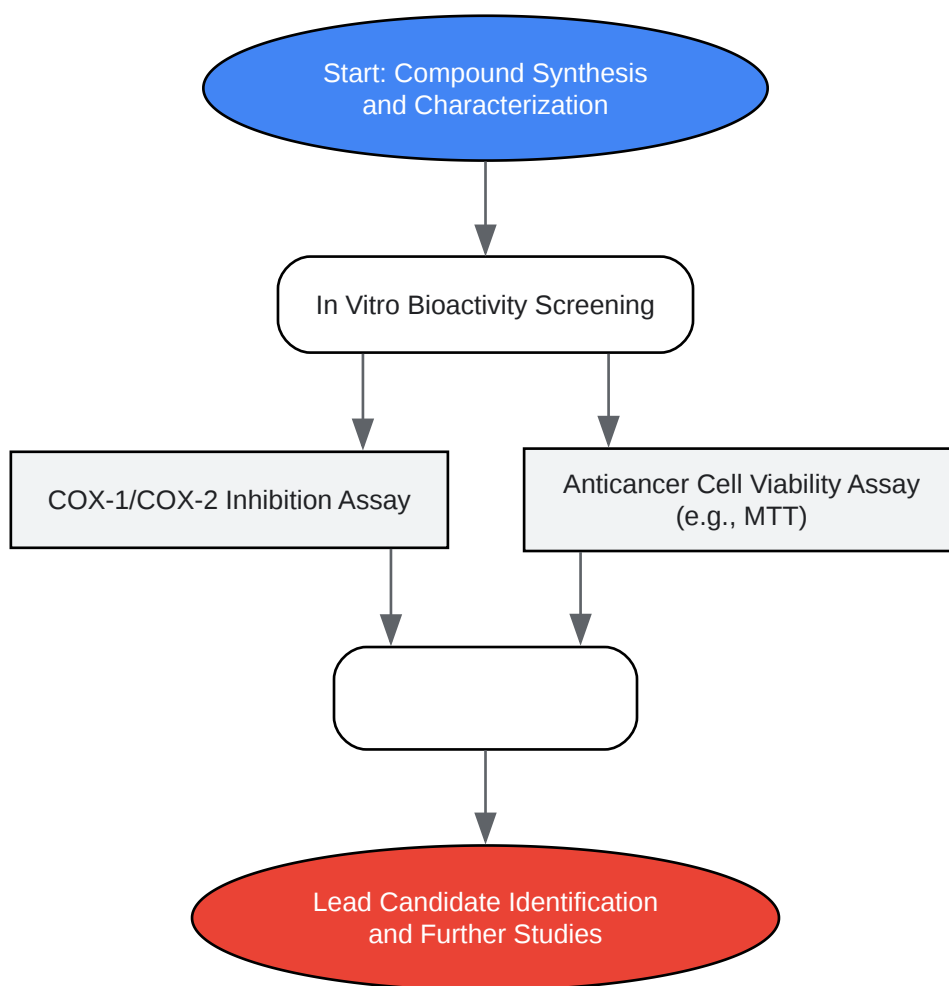 Start: Compound Synthesis
and Characterization
In Vitro Bioactivity Screening
COX-1/COX-2 Inhibition Assay
Anticancer Cell Viability Assay
(e.g., MTT)
Lead Candidate Identification
and Further Studies